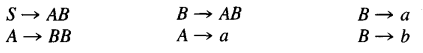 S → AB B → AB B → a
A → BB A → a B → b